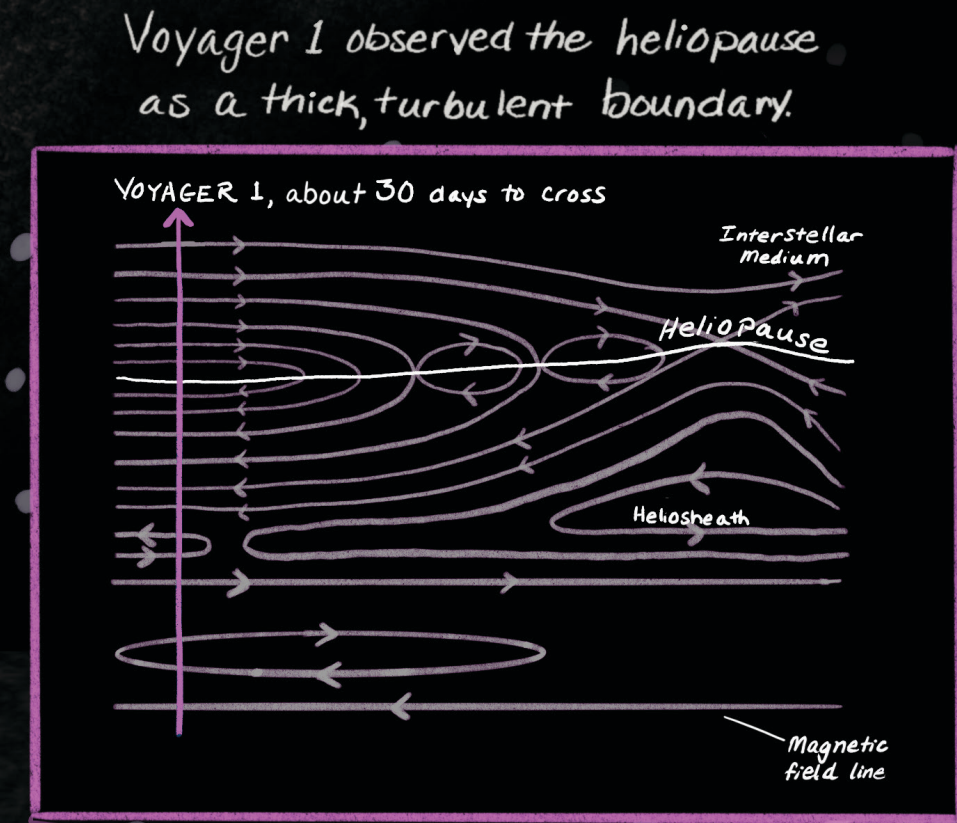 Voyager 1 observed the heliopause
as a thick, turbulent boundary.
VOYAGER 1, about 30 days to cross
Interstellar
medium
HelioPause
Heliosheath
Magnetic
field line